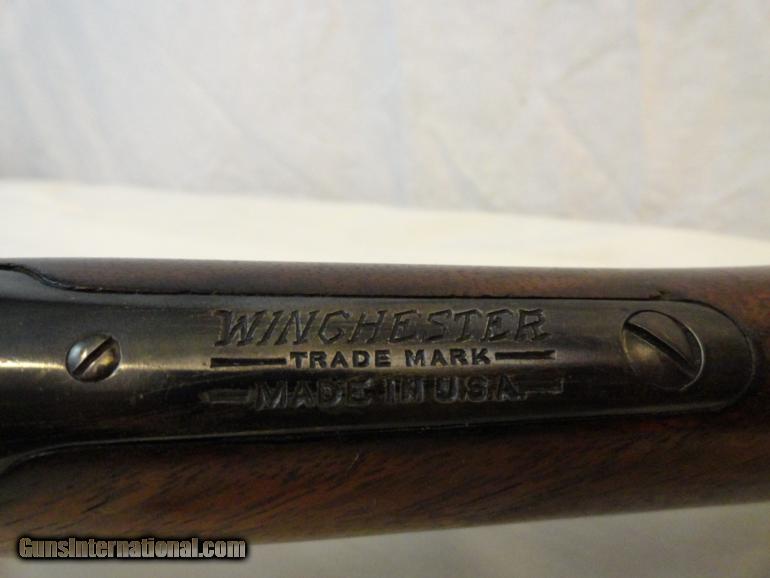 WINCHESTER
TRADE MARK
MADE IN U.S.A.
GunsInternational.com